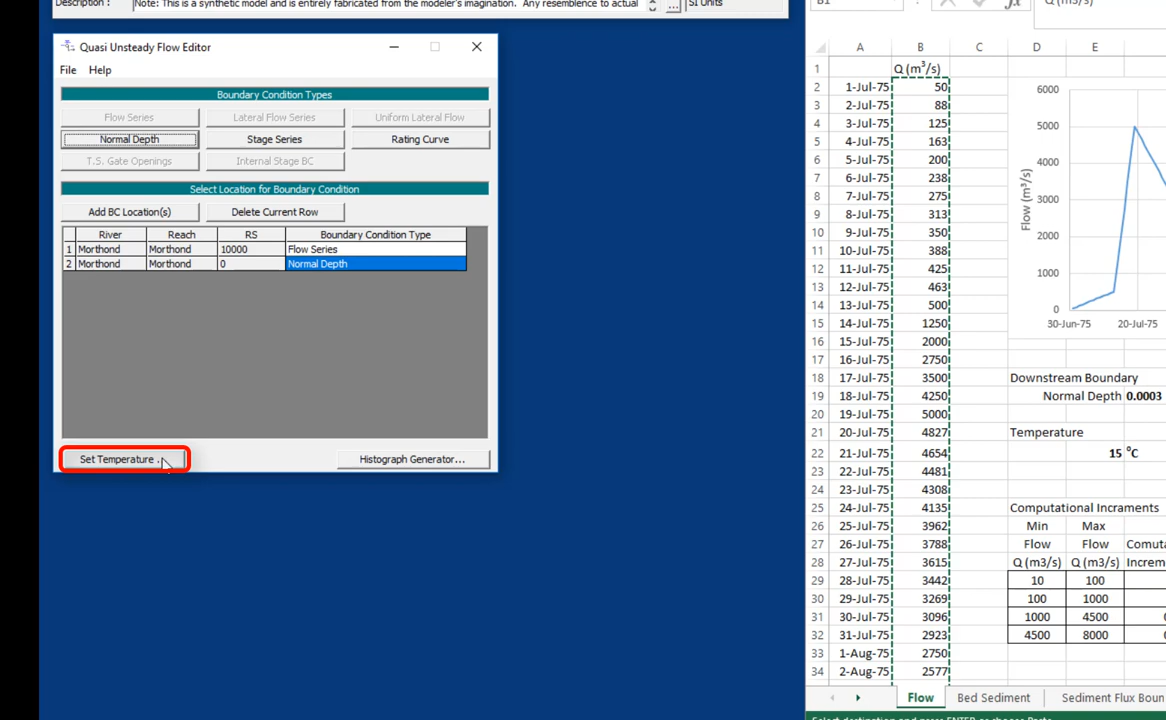 Description : Note: This is a synthetic model and is entirely fabricated from the modeler's imagination. Any resemblance to actual ... SI Units
Quasi Unsteady Flow Editor
File Help
Boundary Condition Types
Flow Series Lateral Flow Series Uniform Lateral Flow
Normal Depth Stage Series Rating Curve
T.S. Gate Openings Internal Stage BC
Select Location for Boundary Condition
Add BC Location(s) Delete Current Row
River Reach RS Boundary Condition Type
1 Morthond Morthond 10000 Flow Series
2 Morthond Morthond 0 Normal Depth
Set Temperature . Histograph Generator...
A B C D E
1 Q (m3/s)
2 1-Jul-75 50
3 2-Jul-75 88
4 3-Jul-75 125
5 4-Jul-75 163
6 5-Jul-75 200
7 6-Jul-75 238
8 7-Jul-75 275
9 8-Jul-75 313
10 9-Jul-75 350
11 10-Jul-75 388
12 11-Jul-75 425
13 12-Jul-75 463
14 13-Jul-75 500
15 14-Jul-75 1250
16 15-Jul-75 2000
17 16-Jul-75 2750
18 17-Jul-75 3500 Downstream Boundary
19 18-Jul-75 4250 Normal Depth 0.0003
20 19-Jul-75 5000
21 20-Jul-75 4827 Temperature
22 21-Jul-75 4654 15 °C
23 22-Jul-75 4481
24 23-Jul-75 4308
25 24-Jul-75 4135 Computational Incraments
26 25-Jul-75 3962 Min Max
27 26-Jul-75 3788 Flow Flow Comuta
28 27-Jul-75 3615 Q (m3/s) Q (m3/s) Increm
29 28-Jul-75 3442 10 100
30 29-Jul-75 3269 100 1000
31 30-Jul-75 3096 1000 4500
32 31-Jul-75 2923 4500 8000
33 1-Aug-75 2750
34 2-Aug-75 2577
6000
5000
4000
3000
2000
1000
0
Flow (m³/s)
30-Jun-75 20-Jul-75
Flow Bed Sediment Sediment Flux Boun
Select destination and press ENTER or choose Paste